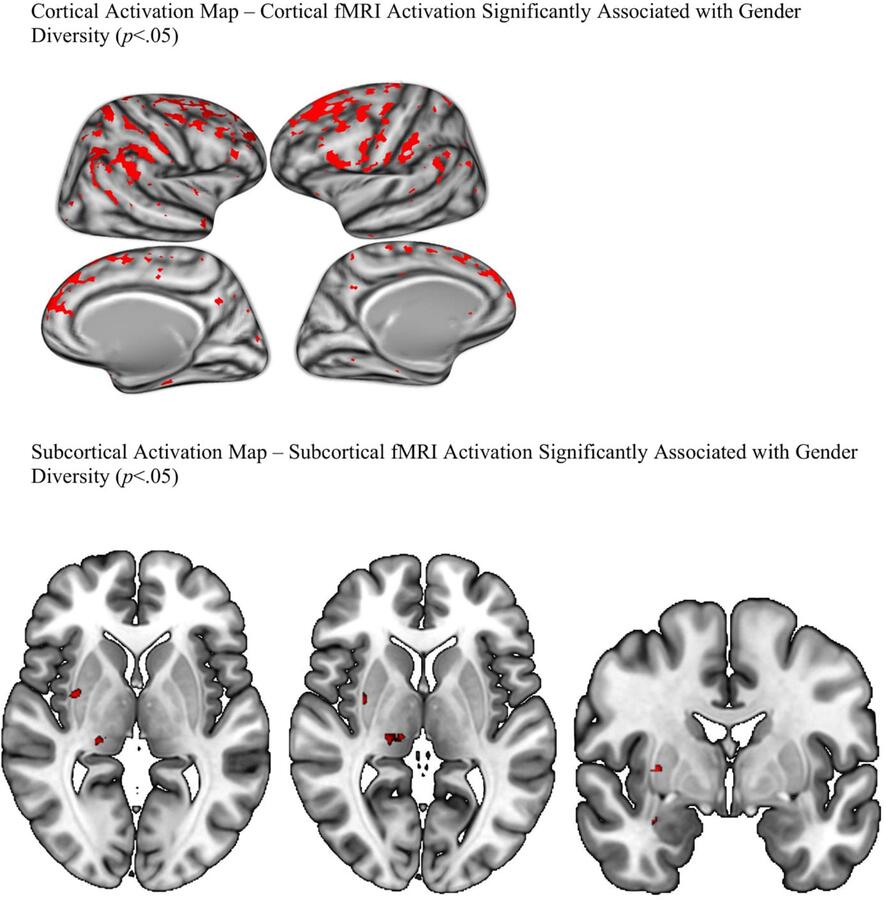 Cortical Activation Map – Cortical fMRI Activation Significantly Associated with Gender
Diversity (p<.05)
Subcortical Activation Map – Subcortical fMRI Activation Significantly Associated with Gender
Diversity (p<.05)